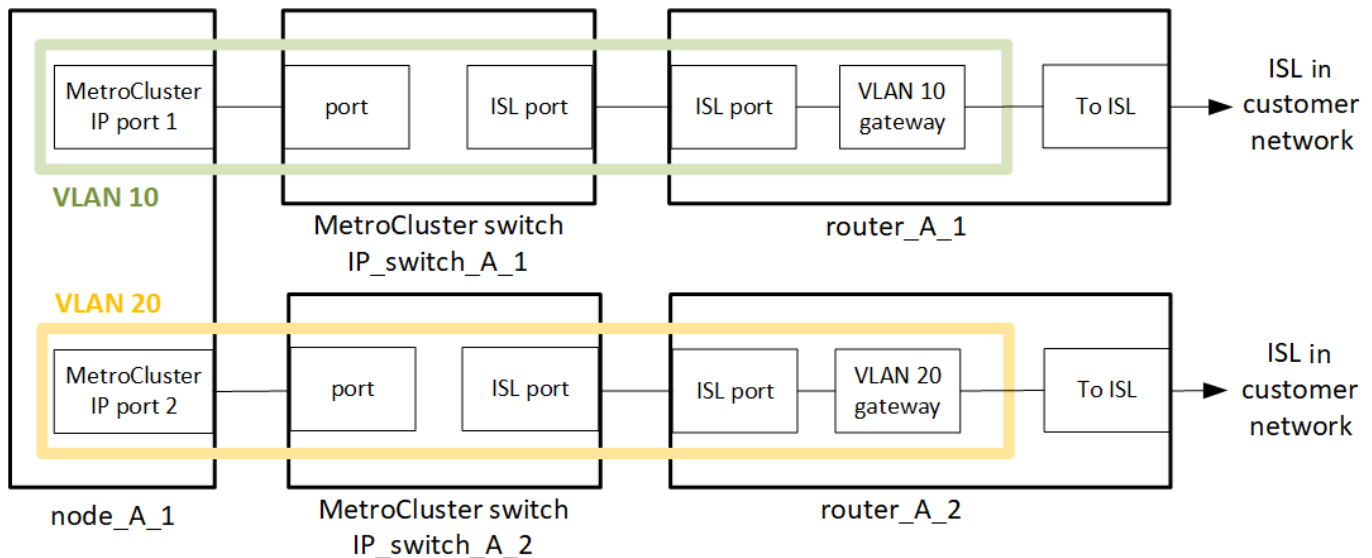 MetroCluster
IP port 1
port
ISL port
ISL port
VLAN 10
gateway
To ISL
ISL in
customer
network
VLAN 10
MetroCluster switch
IP_switch_A_1
router_A_1
VLAN 20
MetroCluster
IP port 2
port
ISL port
ISL port
VLAN 20
gateway
To ISL
ISL in
customer
network
node_A_1
MetroCluster switch
IP_switch_A_2
router_A_2